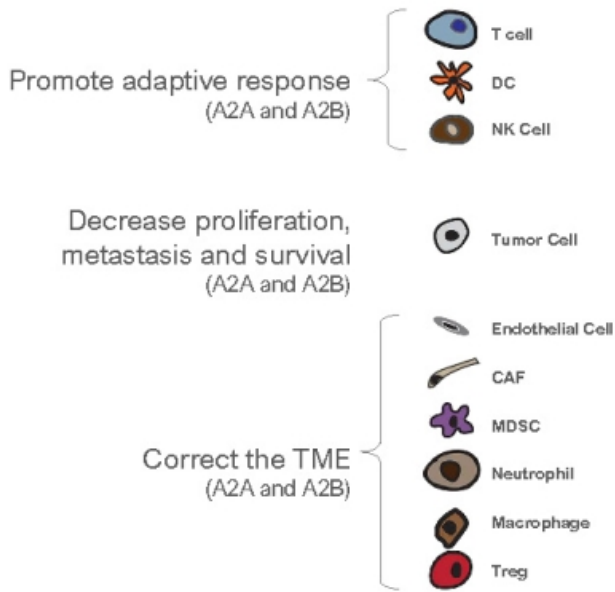 Promote adaptive response
(A2A and A2B)
T cell
DC
NK Cell
Decrease proliferation,
metastasis and survival
(A2A and A2B)
Tumor Cell
Correct the TME
(A2A and A2B)
Endothelial Cell
CAF
MDSC
Neutrophil
Macrophage
Treg